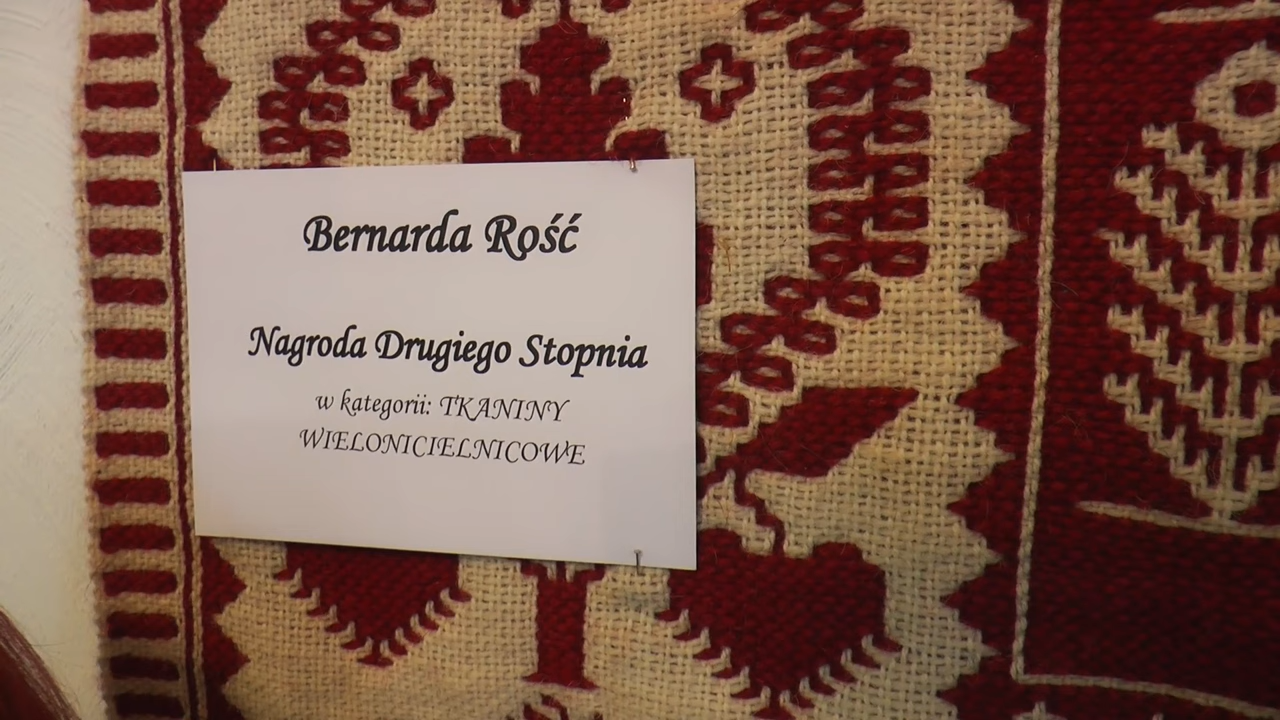 Bernarda Rość
Nagroda Drugiego Stopnia
w kategorii: TKANINY
WIELONICIELNICOWE